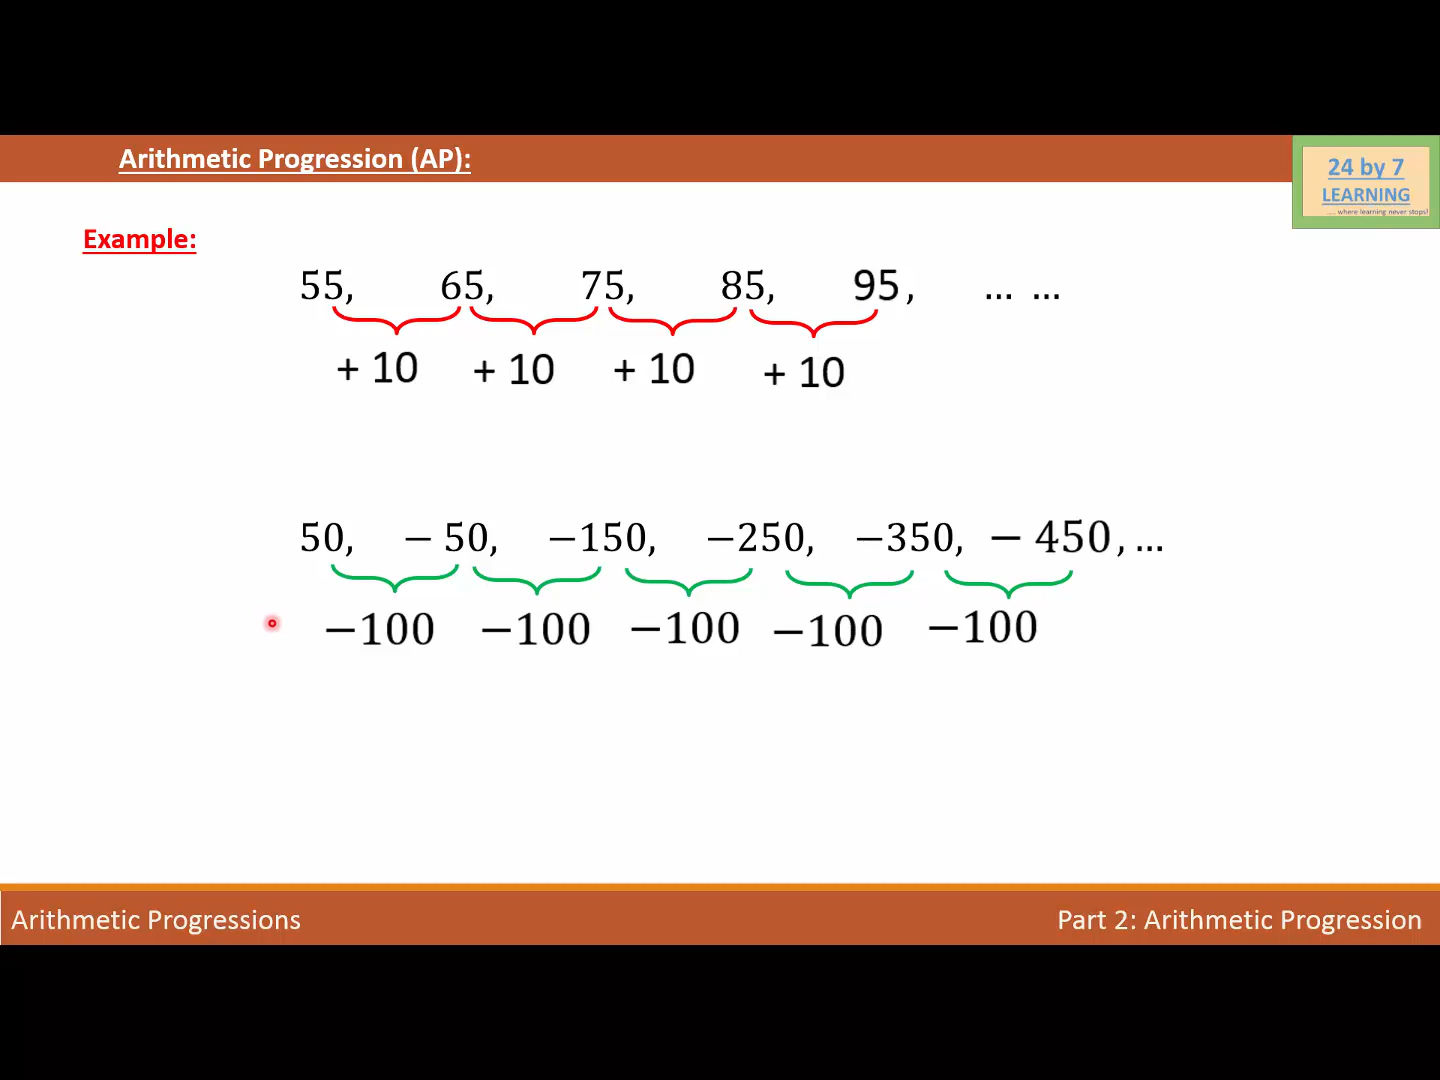 Arithmetic Progression (AP):
24 by 7
LEARNING
.... where learning never stops!
Example:
55, 65, 75, 85, 95, ... ...
+ 10 + 10 + 10 + 10
50, − 50, −150, −250, −350, − 450, ...
−100 −100 −100 −100 −100
Arithmetic Progressions
Part 2: Arithmetic Progression